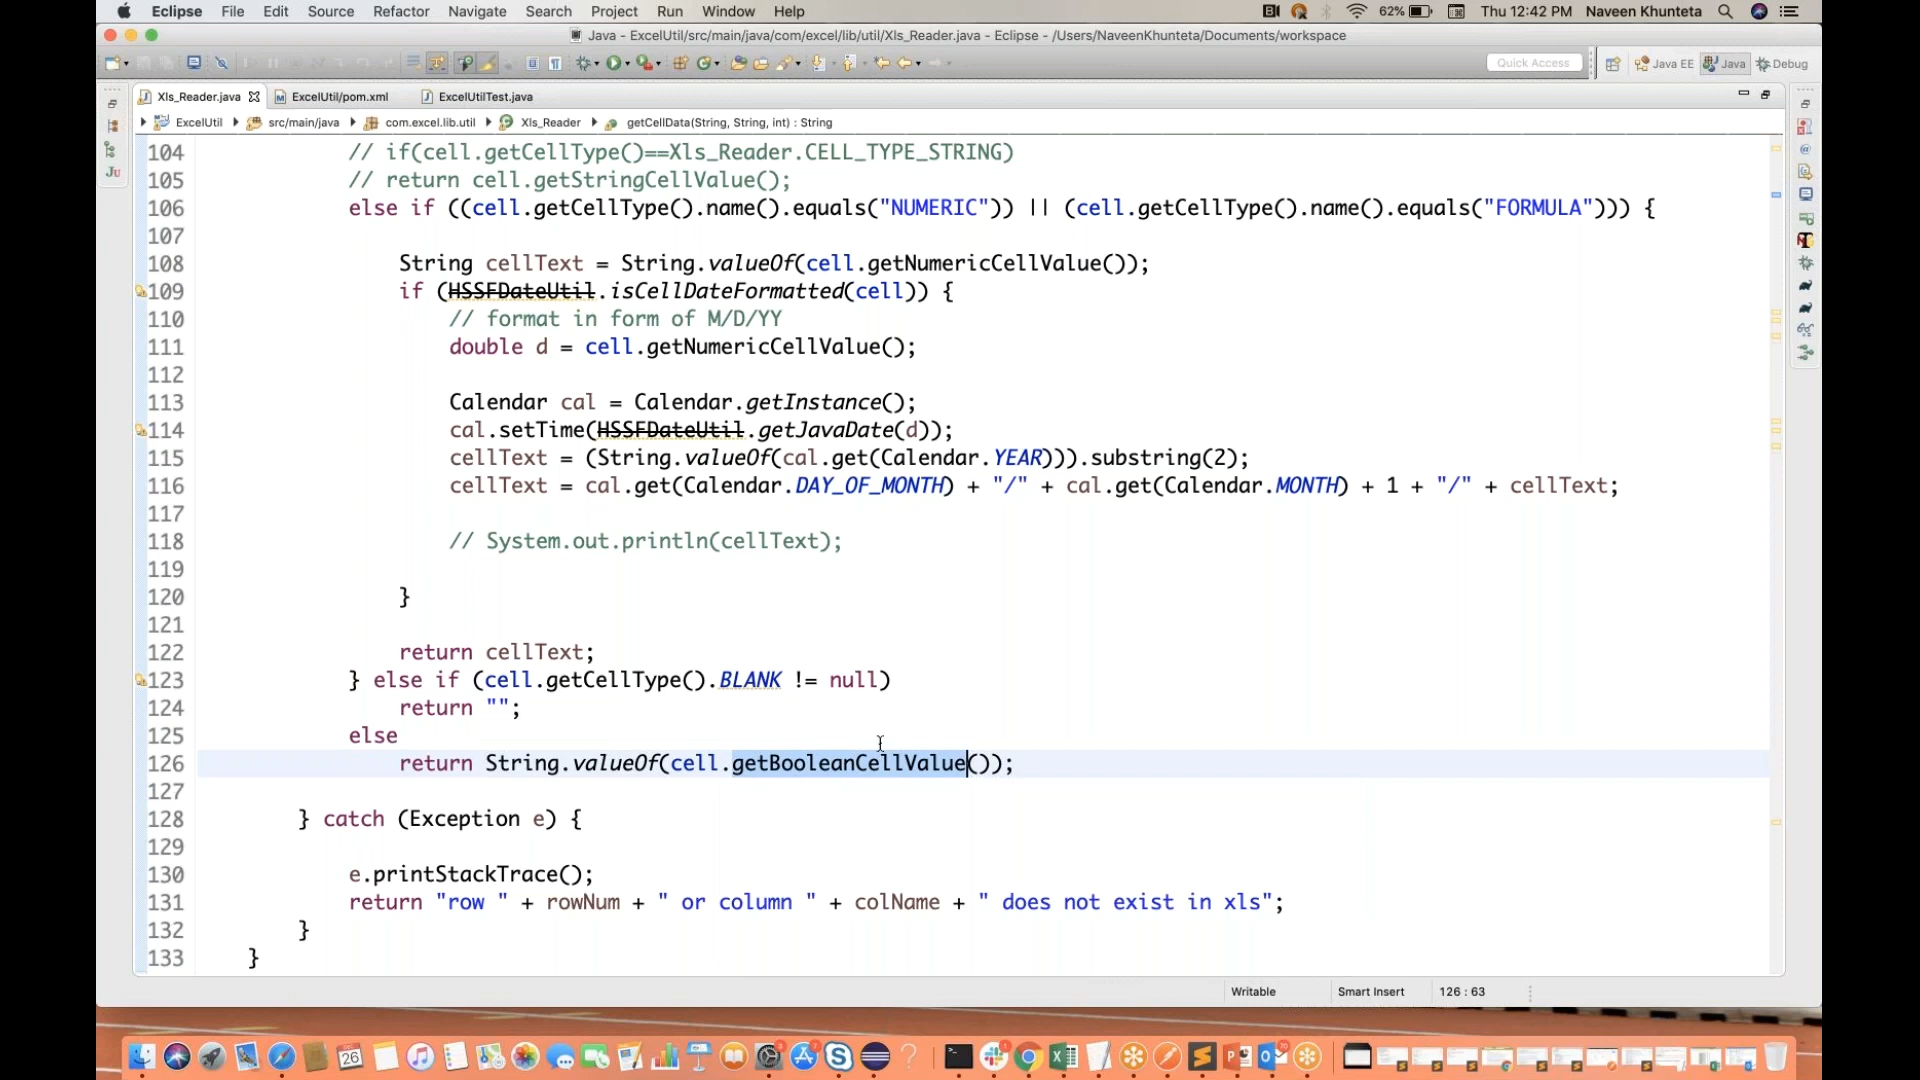 Eclipse File Edit Source Refactor Navigate Search Project Run Window Help 62% Thu 12:42 PM Naveen Khunteta
Java - ExcelUtil/src/main/java/com/excel/lib/util/Xls_Reader.java - Eclipse - /Users/NaveenKhunteta/Documents/workspace
Quick Access Java EE Java Debug
Xls_Reader.java ExcelUtil/pom.xml ExcelUtilTest.java
ExcelUtil src/main/java com.excel.lib.util Xls_Reader getCellData(String, String, int) : String
104 // if(cell.getCellType()==Xls_Reader.CELL_TYPE_STRING)
105 // return cell.getStringCellValue();
106 else if ((cell.getCellType().name().equals("NUMERIC")) || (cell.getCellType().name().equals("FORMULA"))) {
107
108 String cellText = String.valueOf(cell.getNumericCellValue());
109 if (HSSFDateUtil.isCellDateFormatted(cell)) {
110 // format in form of M/D/YY
111 double d = cell.getNumericCellValue();
112
113 Calendar cal = Calendar.getInstance();
114 cal.setTime(HSSFDateUtil.getJavaDate(d));
115 cellText = (String.valueOf(cal.get(Calendar.YEAR))).substring(2);
116 cellText = cal.get(Calendar.DAY_OF_MONTH) + "/" + cal.get(Calendar.MONTH) + 1 + "/" + cellText;
117
118 // System.out.println(cellText);
119
120 }
121
122 return cellText;
123 } else if (cell.getCellType().BLANK != null)
124 return "";
125 else
126 return String.valueOf(cell.getBooleanCellValue());
127
128 } catch (Exception e) {
129
130 e.printStackTrace();
131 return "row " + rowNum + " or column " + colName + " does not exist in xls";
132 }
133 }
Writable Smart Insert 126 : 63
26